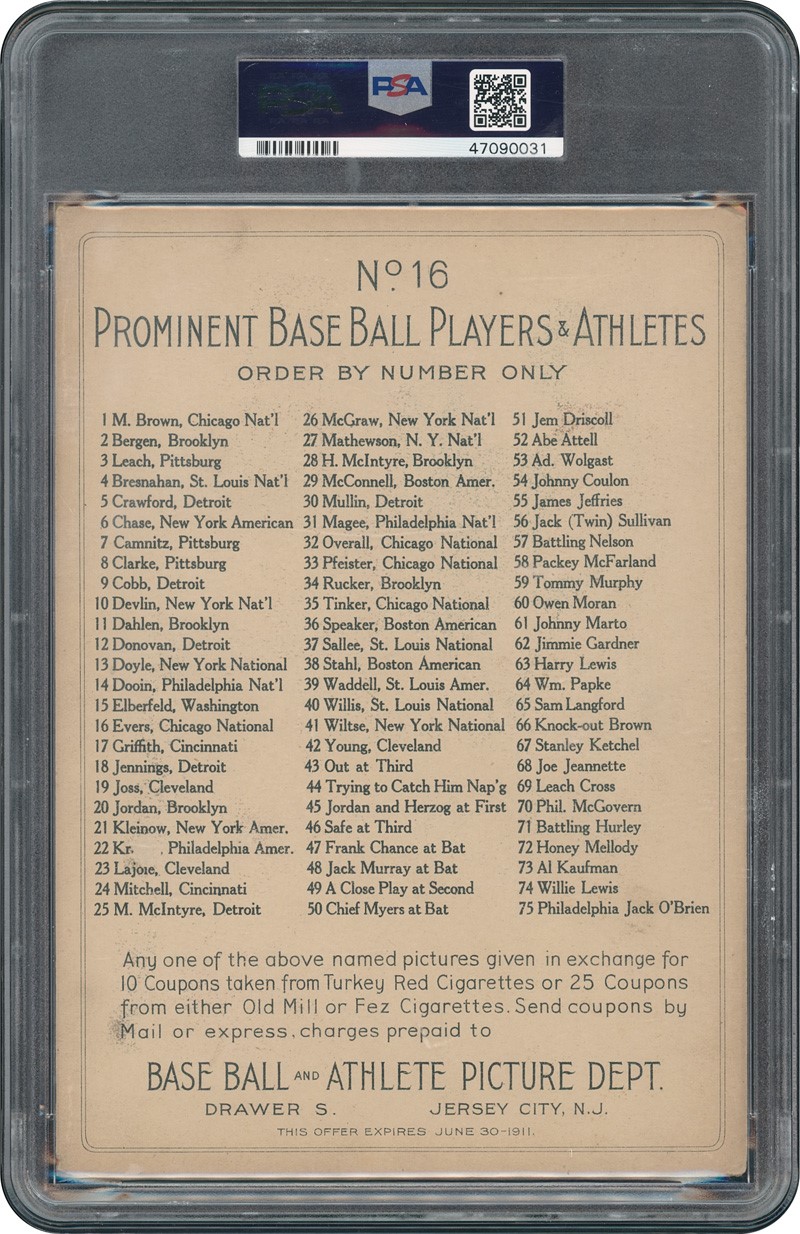 PSA
47090031
Nº 16
PROMINENT BASE BALL PLAYERS & ATHLETES
ORDER BY NUMBER ONLY
1 M. Brown, Chicago Nat'l
2 Bergen, Brooklyn
3 Leach, Pittsburg
4 Bresnahan, St. Louis Nat'l
5 Crawford, Detroit
6 Chase, New York American
7 Camnitz, Pittsburg
8 Clarke, Pittsburg
9 Cobb, Detroit
10 Devlin, New York Nat'l
11 Dahlen, Brooklyn
12 Donovan, Detroit
13 Doyle, New York National
14 Dooin, Philadelphia Nat'l
15 Elberfeld, Washington
16 Evers, Chicago National
17 Griffith, Cincinnati
18 Jennings, Detroit
19 Joss, Cleveland
20 Jordan, Brooklyn
21 Kleinow, New York Amer.
22 Kr. , Philadelphia Amer.
23 Lajoie, Cleveland
24 Mitchell, Cincinnati
25 M. McIntyre, Detroit
26 McGraw, New York Nat'l
27 Mathewson, N. Y. Nat'l
28 H. McIntyre, Brooklyn
29 McConnell, Boston Amer.
30 Mullin, Detroit
31 Magee, Philadelphia Nat'l
32 Overall, Chicago National
33 Pfeister, Chicago National
34 Rucker, Brooklyn
35 Tinker, Chicago National
36 Speaker, Boston American
37 Sallee, St. Louis National
38 Stahl, Boston American
39 Waddell, St. Louis Amer.
40 Willis, St. Louis National
41 Wiltse, New York National
42 Young, Cleveland
43 Out at Third
44 Trying to Catch Him Nap'g
45 Jordan and Herzog at First
46 Safe at Third
47 Frank Chance at Bat
48 Jack Murray at Bat
49 A Close Play at Second
50 Chief Myers at Bat
51 Jem Driscoll
52 Abe Attell
53 Ad. Wolgast
54 Johnny Coulon
55 James Jeffries
56 Jack (Twin) Sullivan
57 Battling Nelson
58 Packey McFarland
59 Tommy Murphy
60 Owen Moran
61 Johnny Marto
62 Jimmie Gardner
63 Harry Lewis
64 Wm. Papke
65 Sam Langford
66 Knock-out Brown
67 Stanley Ketchel
68 Joe Jeannette
69 Leach Cross
70 Phil. McGovern
71 Battling Hurley
72 Honey Mellody
73 Al Kaufman
74 Willie Lewis
75 Philadelphia Jack O'Brien
Any one of the above named pictures given in exchange for
10 Coupons taken from Turkey Red Cigarettes or 25 Coupons
from either Old Mill or Fez Cigarettes. Send coupons by
Mail or express, charges prepaid to
BASE BALL AND ATHLETE PICTURE DEPT.
DRAWER S. JERSEY CITY, N.J.
THIS OFFER EXPIRES JUNE 30-1911.